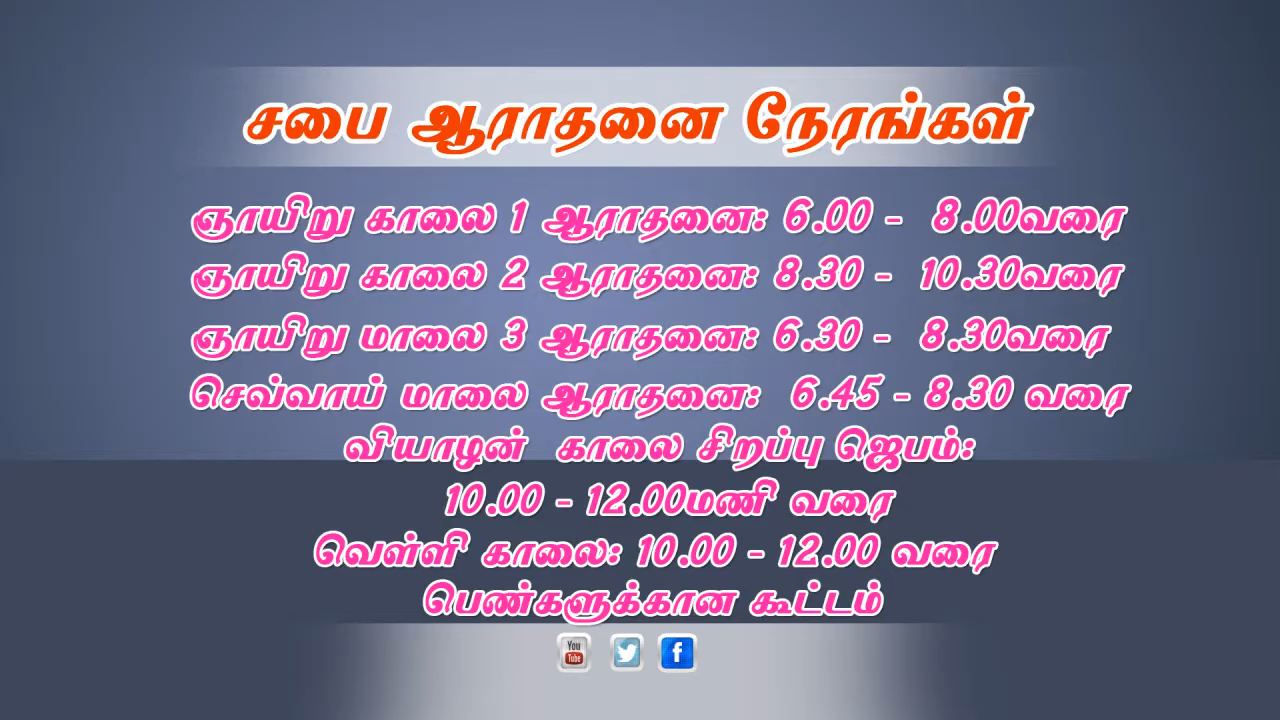 சபை ஆராதனை நேரங்கள்
ஞாயிறு காலை 1 ஆராதனை: 6.00 - 8.00வரை
ஞாயிறு காலை 2 ஆராதனை: 8.30 - 10.30வரை
ஞாயிறு மாலை 3 ஆராதனை: 6.30 - 8.30வரை
செவ்வாய் மாலை ஆராதனை: 6.45 - 8.30 வரை
வியாழன் காலை சிறப்பு ஜெபம்:
10.00 - 12.00மணி வரை
வெள்ளி காலை: 10.00 - 12.00 வரை
பெண்களுக்கான கூட்டம்
You Tube f